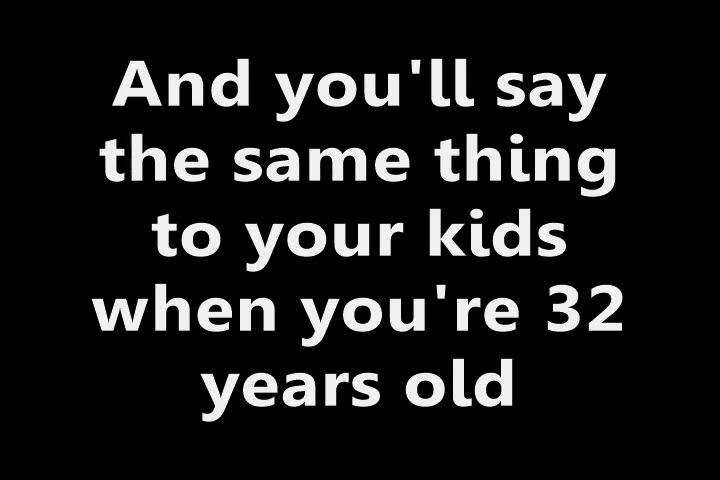 And you'll say
the same thing
to your kids
when you're 32
years old